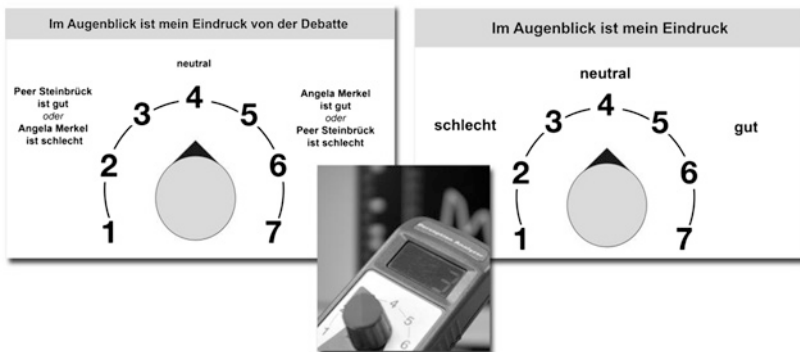 Im Augenblick ist mein Eindruck von der Debatte
neutral
Peer Steinbrück
ist gut
oder
Angela Merkel
ist schlecht
Angela Merkel
ist gut
oder
Peer Steinbrück
ist schlecht
1 2 3 4 5 6 7
Im Augenblick ist mein Eindruck
neutral
schlecht
gut
1 2 3 4 5 6 7
Perception Analyzer
1
4
5
6